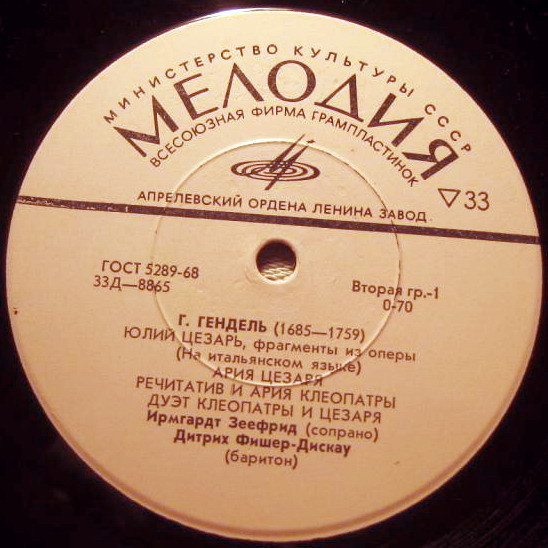 МИНИСТЕРСТВО КУЛЬТУРЫ СССР
МЕЛОДИЯ
ВСЕСОЮЗНАЯ ФИРМА ГРАМПЛАСТИНОК
▽33
АПРЕЛЕВСКИЙ ОРДЕНА ЛЕНИНА ЗАВОД
ГОСТ 5289-68
33Д—8865
Вторая гр.-1
0-70
Г. ГЕНДЕЛЬ (1685—1759)
ЮЛИЙ ЦЕЗАРЬ, фрагменты из оперы
(На итальянском языке)
АРИЯ ЦЕЗАРЯ
РЕЧИТАТИВ И АРИЯ КЛЕОПАТРЫ
ДУЭТ КЛЕОПАТРЫ И ЦЕЗАРЯ
Ирмгардт Зеефрид (сопрано)
Дитрих Фишер-Дискау
(баритон)